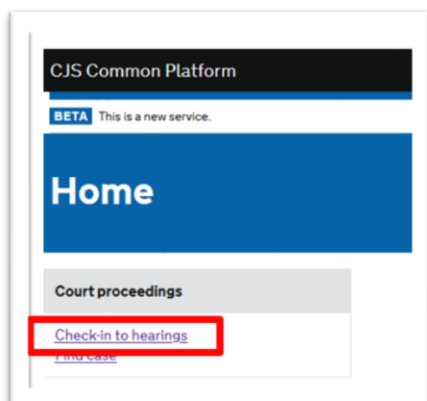 CJS Common Platform
BETA This is a new service.
Home
Court proceedings
Check-in to hearings
Find case